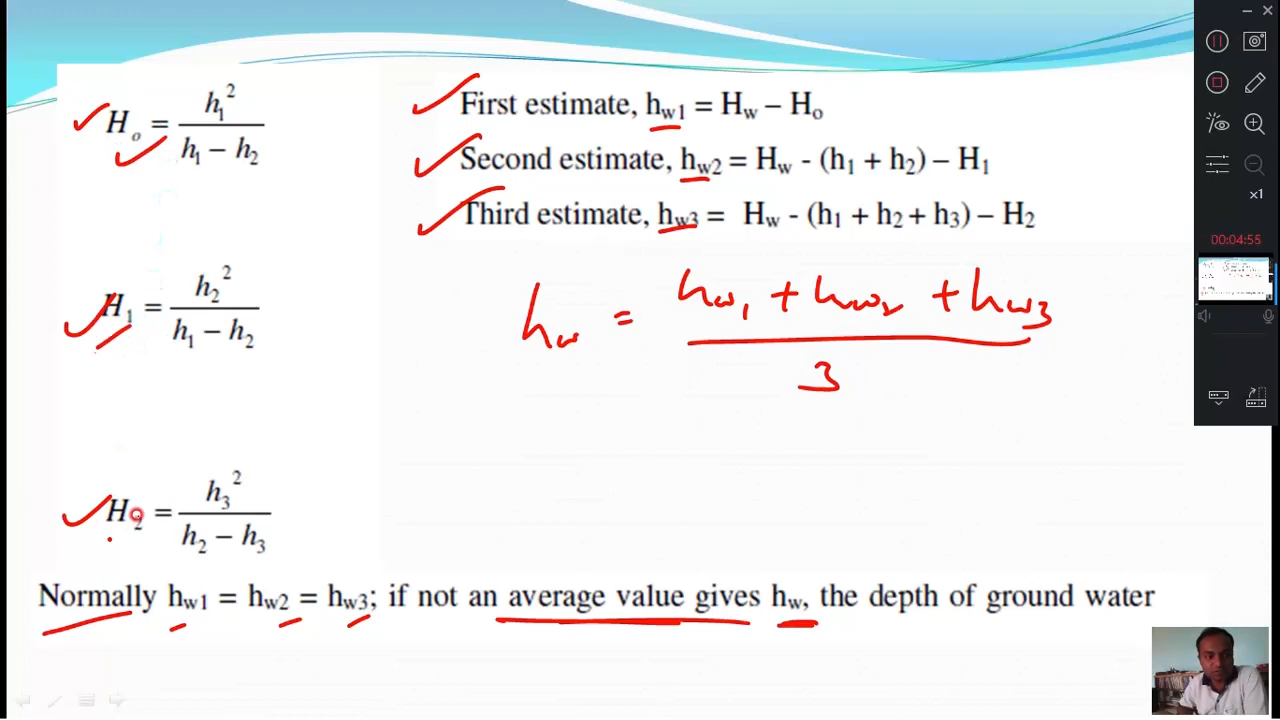 Hₒ = h₁² / (h₁ − h₂)
H₁ = h₂² / (h₁ − h₂)
H₂ = h₃² / (h₂ − h₃)
First estimate, h_w1 = H_w – Hₒ
Second estimate, h_w2 = H_w - (h₁ + h₂) – H₁
Third estimate, h_w3 = H_w - (h₁ + h₂ + h₃) – H₂
h_w = (h_w1 + h_w2 + h_w3) / 3
Normally h_w1 = h_w2 = h_w3; if not an average value gives h_w, the depth of ground water
×1
00:04:55